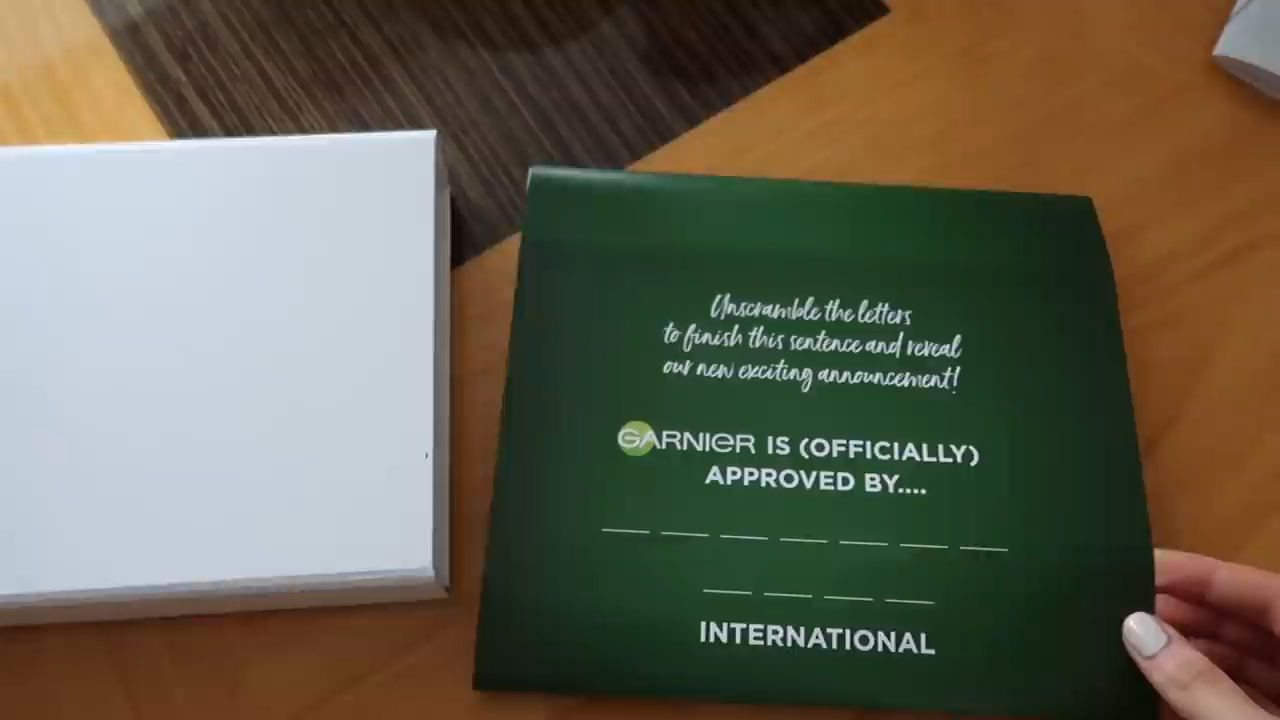 Unscramble the letters
to finish this sentence and reveal
our new exciting announcement!
GARNIER IS (OFFICIALLY)
APPROVED BY....
_ _ _ _ _ _ _
_ _ _ _
INTERNATIONAL